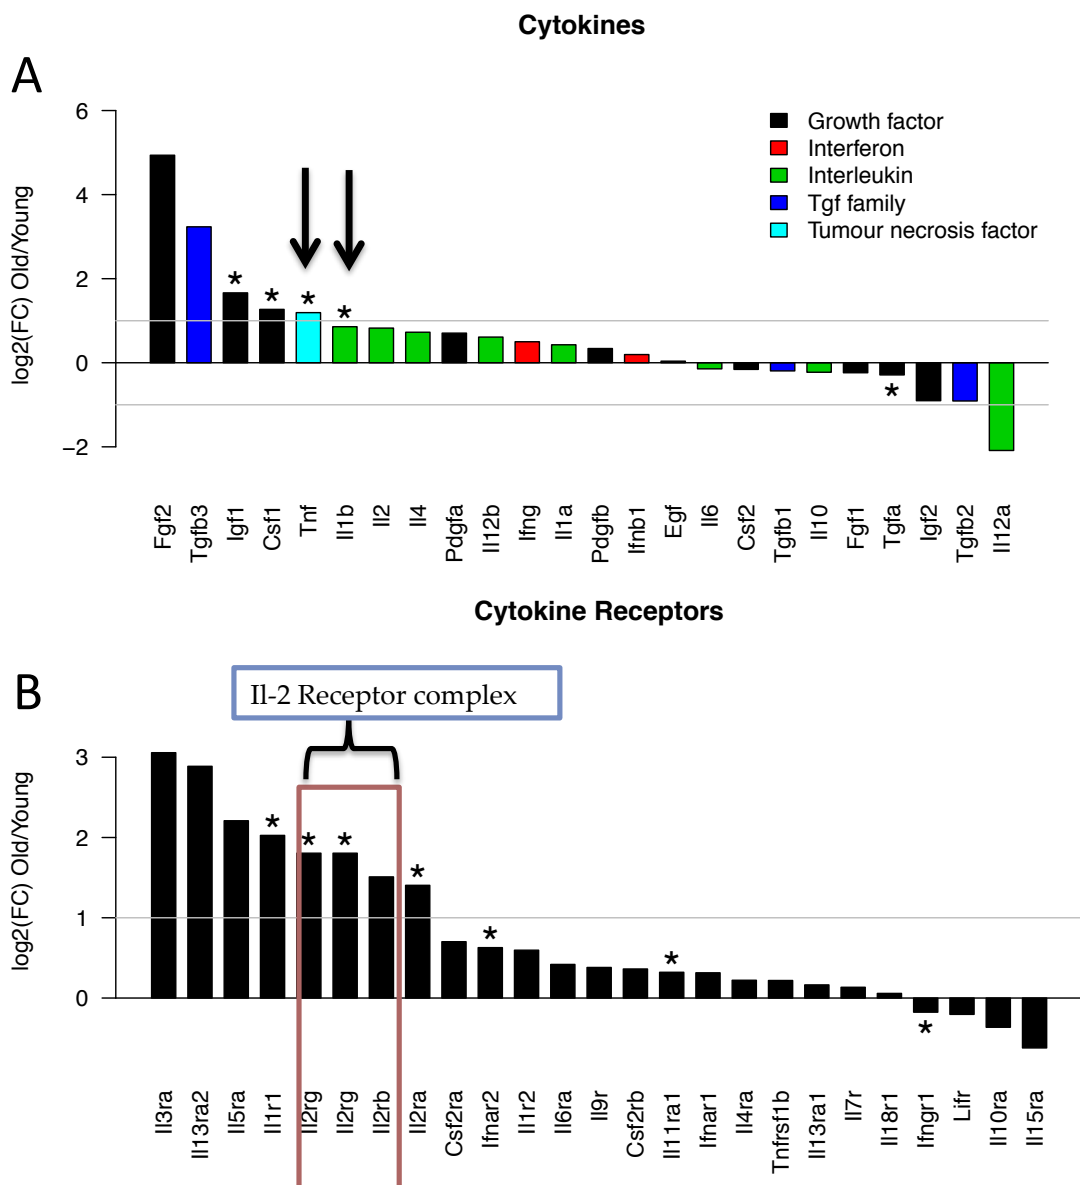 Cytokines
A
6
4
2
0
−2
log2(FC) Old/Young
Growth factor
Interferon
Interleukin
Tgf family
Tumour necrosis factor
*
*
*
*
*
Fgf2
Tgfb3
Igf1
Csf1
Tnf
Il1b
Il2
Il4
Pdgfa
Il12b
Ifng
Il1a
Pdgfb
Ifnb1
Egf
Il6
Csf2
Tgfb1
Il10
Fgf1
Tgfa
Igf2
Tgfb2
Il12a
Cytokine Receptors
B
Il-2 Receptor complex
3
2
1
0
log2(FC) Old/Young
*
*
*
*
*
*
*
Il3ra
Il13ra2
Il5ra
Il1r1
Il2rg
Il2rg
Il2rb
Il2ra
Csf2ra
Ifnar2
Il1r2
Il6ra
Il9r
Csf2rb
Il11ra1
Ifnar1
Il4ra
Tnfrsf1b
Il13ra1
Il7r
Il18r1
Ifngr1
Lifr
Il10ra
Il15ra